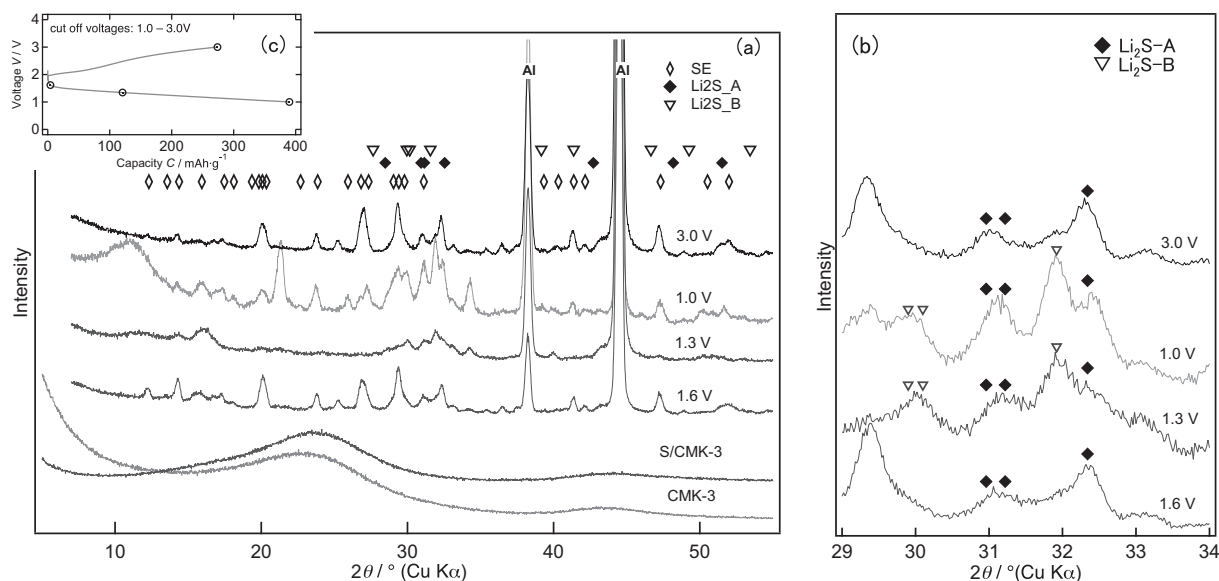 cut off voltages: 1.0 – 3.0V
(c)
Voltage V / V
4
3
2
1
0
0
100
200
300
400
Capacity C / mAh·g⁻¹
(a)
Al
Al
SE
Li2S_A
Li2S_B
3.0 V
1.0 V
1.3 V
1.6 V
S/CMK-3
CMK-3
Intensity
10
20
30
40
50
2θ / ° (Cu Kα)
(b)
Li₂S–A
Li₂S–B
3.0 V
1.0 V
1.3 V
1.6 V
Intensity
29
30
31
32
33
34
2θ / ° (Cu Kα)